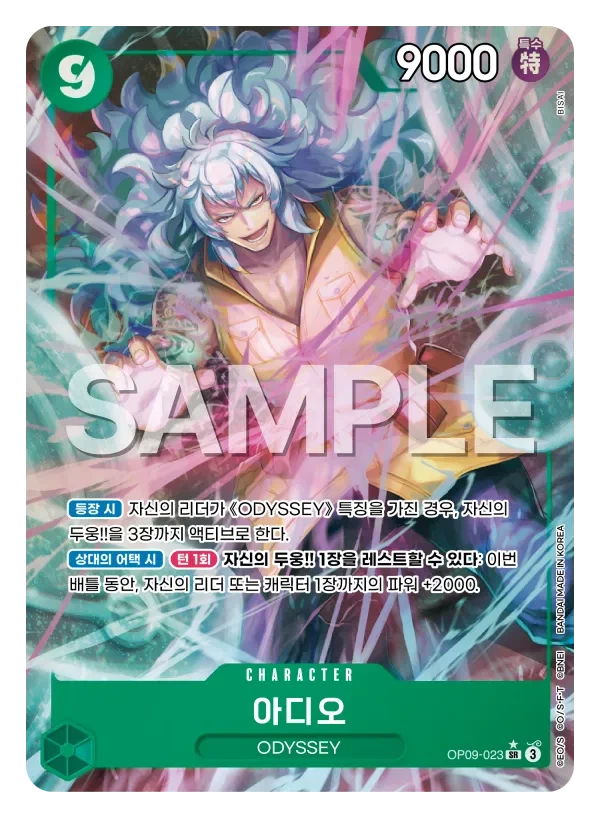 9
9000
특수
特
BISAI
SAMPLE
등장 시 자신의 리더가 《ODYSSEY》 특징을 가진 경우, 자신의
두웅!!을 3장까지 액티브로 한다.
상대의 어택 시 턴 1회 자신의 두웅!! 1장을 레스트할 수 있다: 이번
배틀 동안, 자신의 리더 또는 캐릭터 1장까지의 파워 +2000.
CHARACTER
아디오
ODYSSEY
OP09-023 SR 3
©EO/S ©O/S·F·T ©BNEI BANDAI MADE IN KOREA